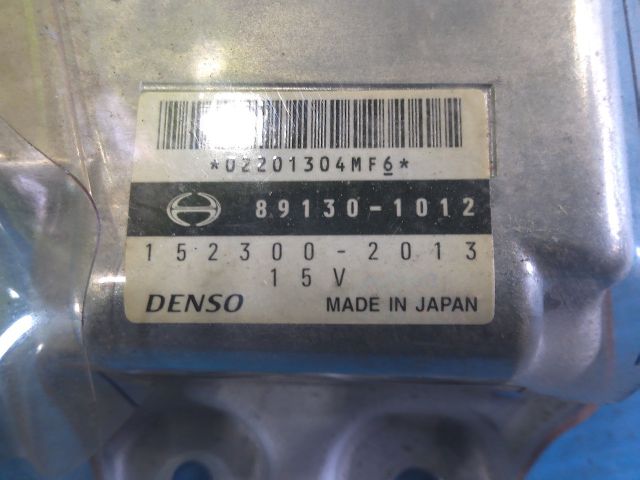 *02201304MF6*
89130-1012
152300-2013
15V
DENSO MADE IN JAPAN